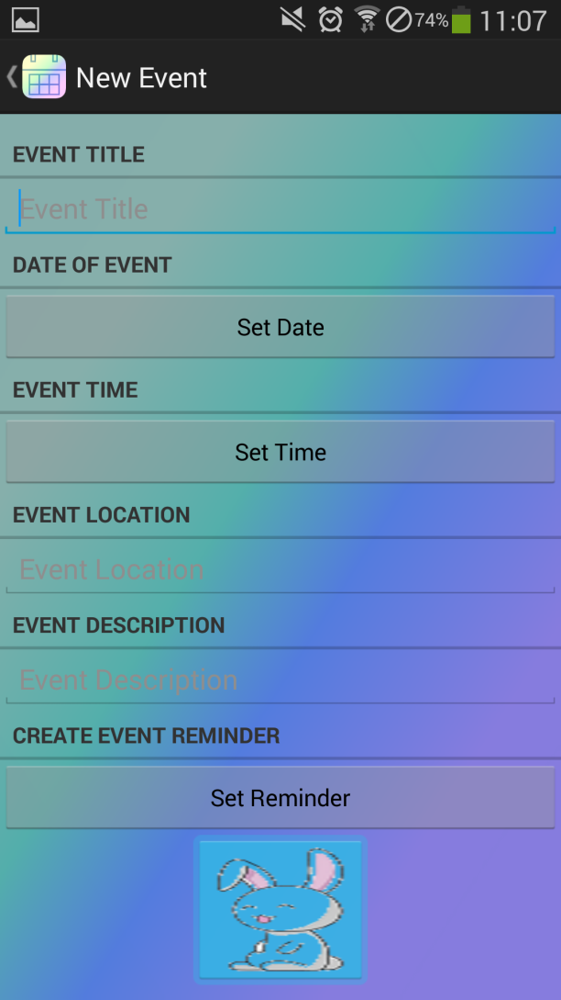 74% 11:07
New Event
EVENT TITLE
Event Title
DATE OF EVENT
Set Date
EVENT TIME
Set Time
EVENT LOCATION
Event Location
EVENT DESCRIPTION
Event Description
CREATE EVENT REMINDER
Set Reminder